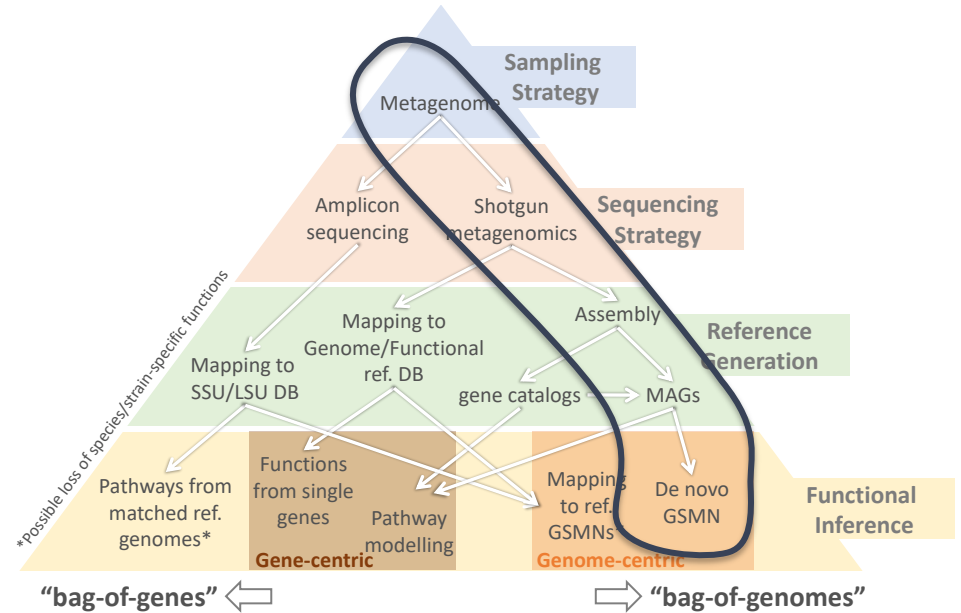 Sampling
Strategy
Metagenome
Amplicon
sequencing
Shotgun
metagenomics
Sequencing
Strategy
*Possible loss of species/strain-specific functions
Mapping to
SSU/LSU DB
Mapping to
Genome/Functional
ref. DB
Assembly
gene catalogs
MAGs
Reference
Generation
Pathways from
matched ref.
genomes*
Functions
from single
genes
Pathway
modelling
Gene-centric
Mapping
to ref.
GSMNs*
De novo
GSMN
Genome-centric
Functional
Inference
“bag-of-genes”
“bag-of-genomes”